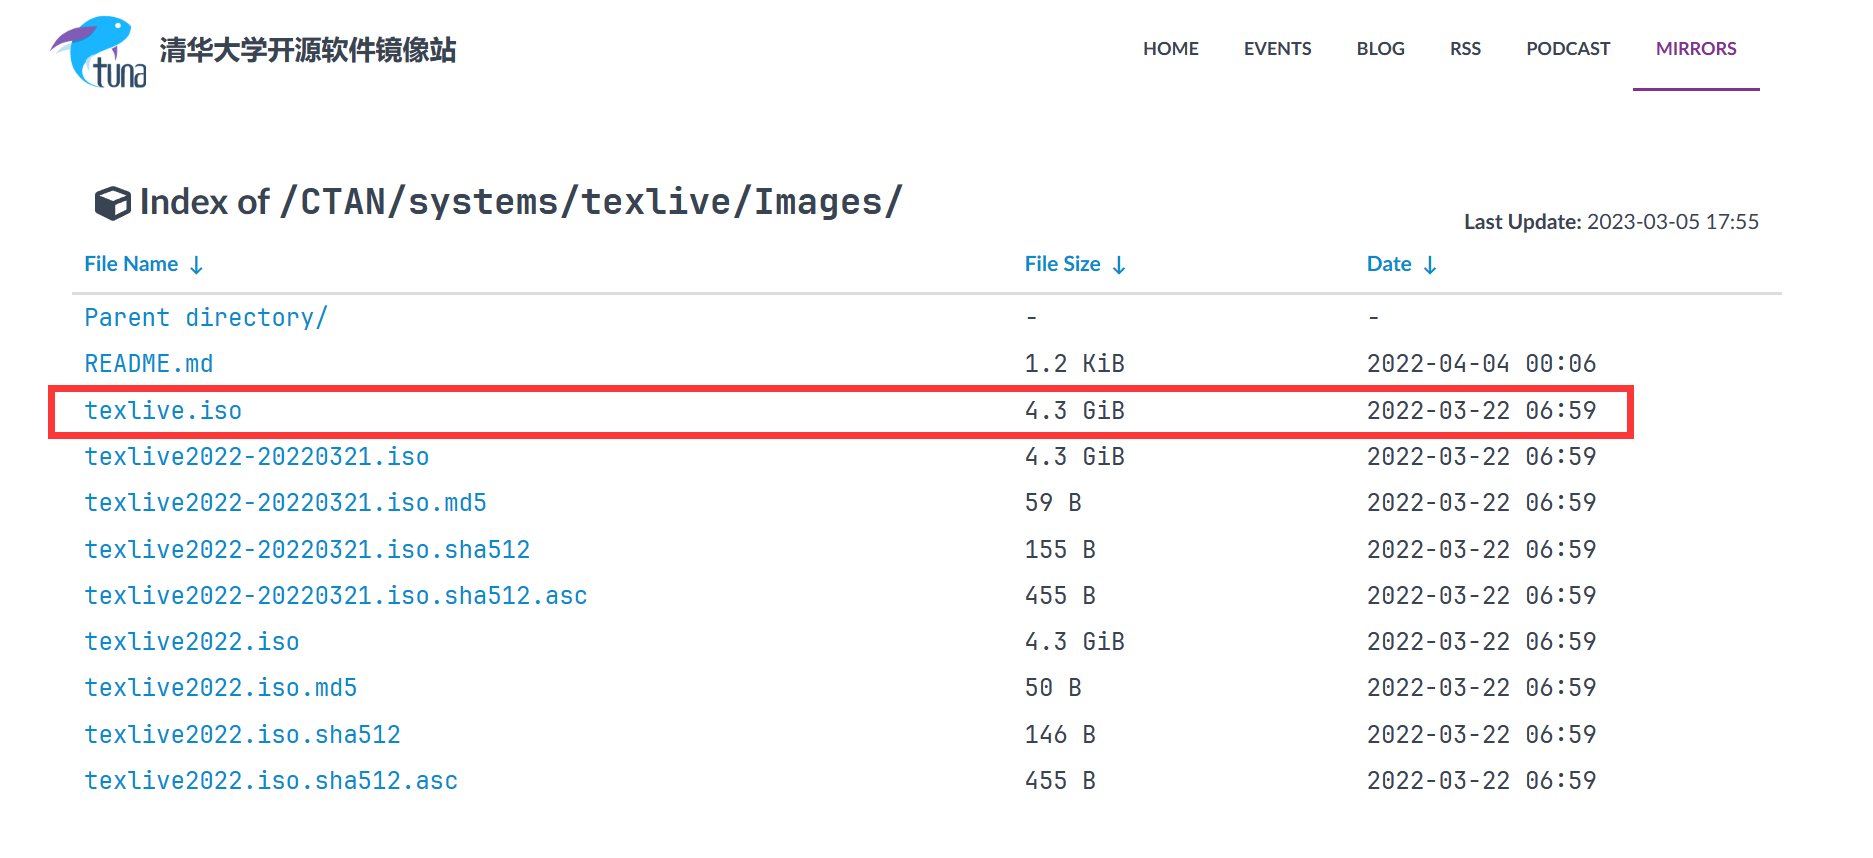 tuna 清华大学开源软件镜像站 HOME EVENTS BLOG RSS PODCAST MIRRORS
Index of /CTAN/systems/texlive/Images/
Last Update: 2023-03-05 17:55
File Name ↓ File Size ↓ Date ↓
Parent directory/ - -
README.md 1.2 KiB 2022-04-04 00:06
texlive.iso 4.3 GiB 2022-03-22 06:59
texlive2022-20220321.iso 4.3 GiB 2022-03-22 06:59
texlive2022-20220321.iso.md5 59 B 2022-03-22 06:59
texlive2022-20220321.iso.sha512 155 B 2022-03-22 06:59
texlive2022-20220321.iso.sha512.asc 455 B 2022-03-22 06:59
texlive2022.iso 4.3 GiB 2022-03-22 06:59
texlive2022.iso.md5 50 B 2022-03-22 06:59
texlive2022.iso.sha512 146 B 2022-03-22 06:59
texlive2022.iso.sha512.asc 455 B 2022-03-22 06:59